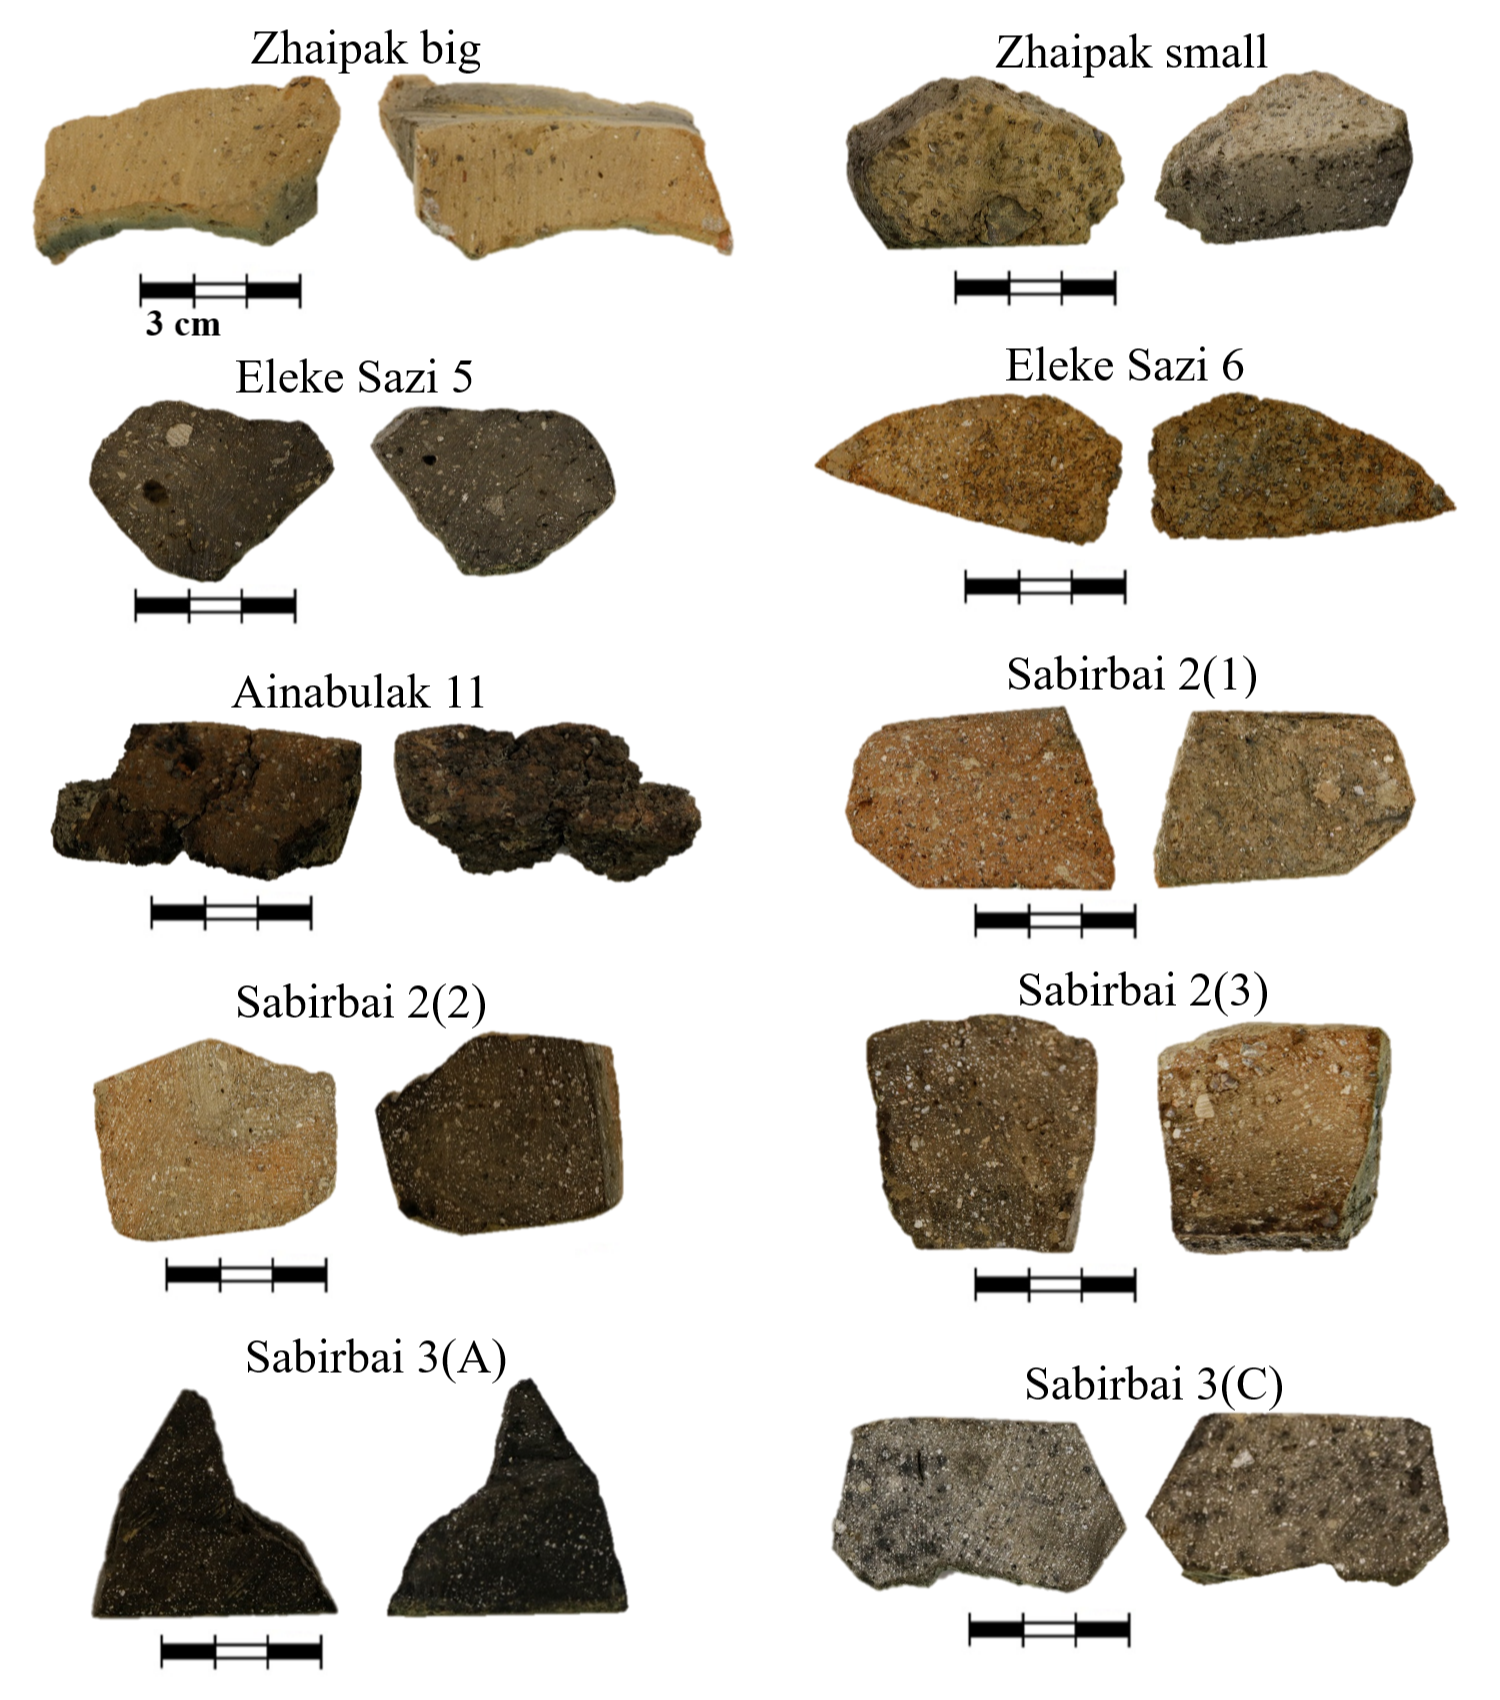 Zhaipak big
Zhaipak small
3 cm
Eleke Sazi 5
Eleke Sazi 6
Ainabulak 11
Sabirbai 2(1)
Sabirbai 2(2)
Sabirbai 2(3)
Sabirbai 3(A)
Sabirbai 3(C)